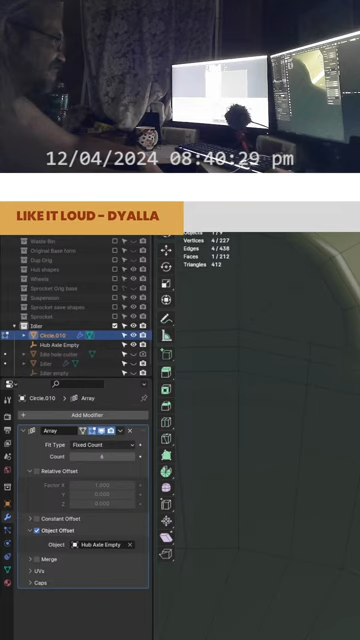 12/04/2024 08:40:29 pm
LIKE IT LOUD - DYALLA
Objects 1/79
Vertices 4 / 227
Edges 4 / 438
Faces 1 / 212
Triangles 412
Waste Bin
Original Base form
Dup Orig
Hull shapes
Wheels
Sprocket Orig base
Suspension
Sprocket save shapes
Sprocket
Idler
Circle.010
Hub Axle Empty
Idler hole cutter
Idler
Idler empty
Circle.010 > Array
+ Add Modifier
Array
Fit Type Fixed Count
Count 6
Relative Offset
Factor X 1.000
Y 0.000
Z 0.000
Constant Offset
Object Offset
Object Hub Axle Empty
Merge
UVs
Caps